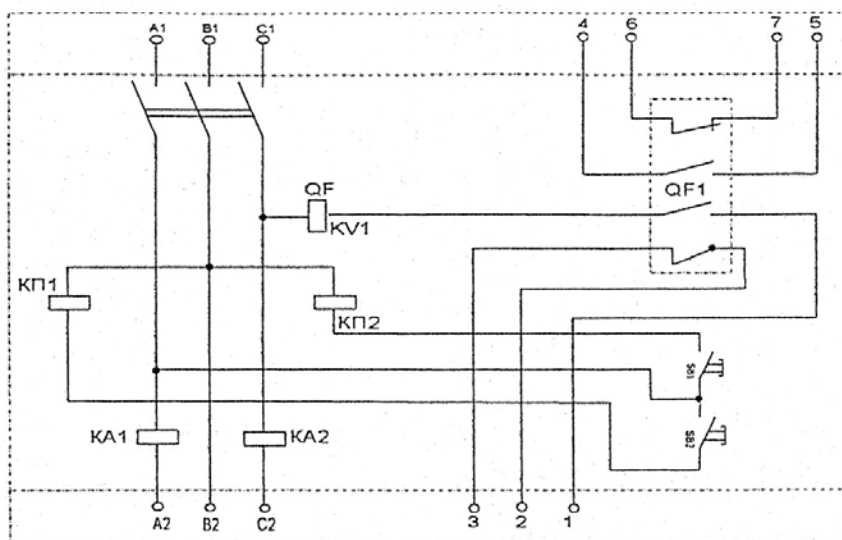 A1 B1 C1 4 6 7 5
QF
QF1
KV1
КП1
КП2
SB1
KA1 KA2
SB2
A2 B2 C2 3 2 1